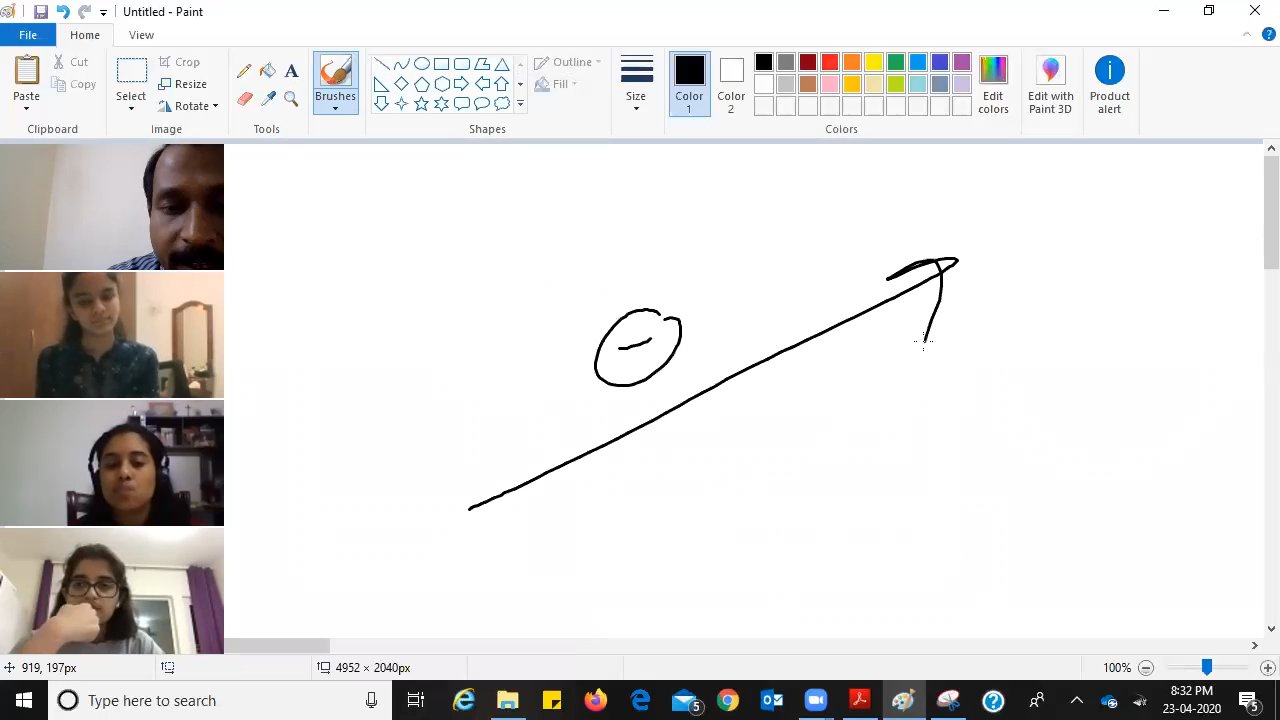 Untitled - Paint
File Home View
Cut
Copy
Paste
Clipboard
Select
Crop
Resize
Rotate
Image
Tools
Brushes
Shapes
Outline
Fill
Size
Color
1
Color
2
Colors
Edit
colors
Edit with
Paint 3D
Product
alert
919, 197px
4952 × 2040px
100%
Type here to search
5
8:32 PM
23-04-2020
5